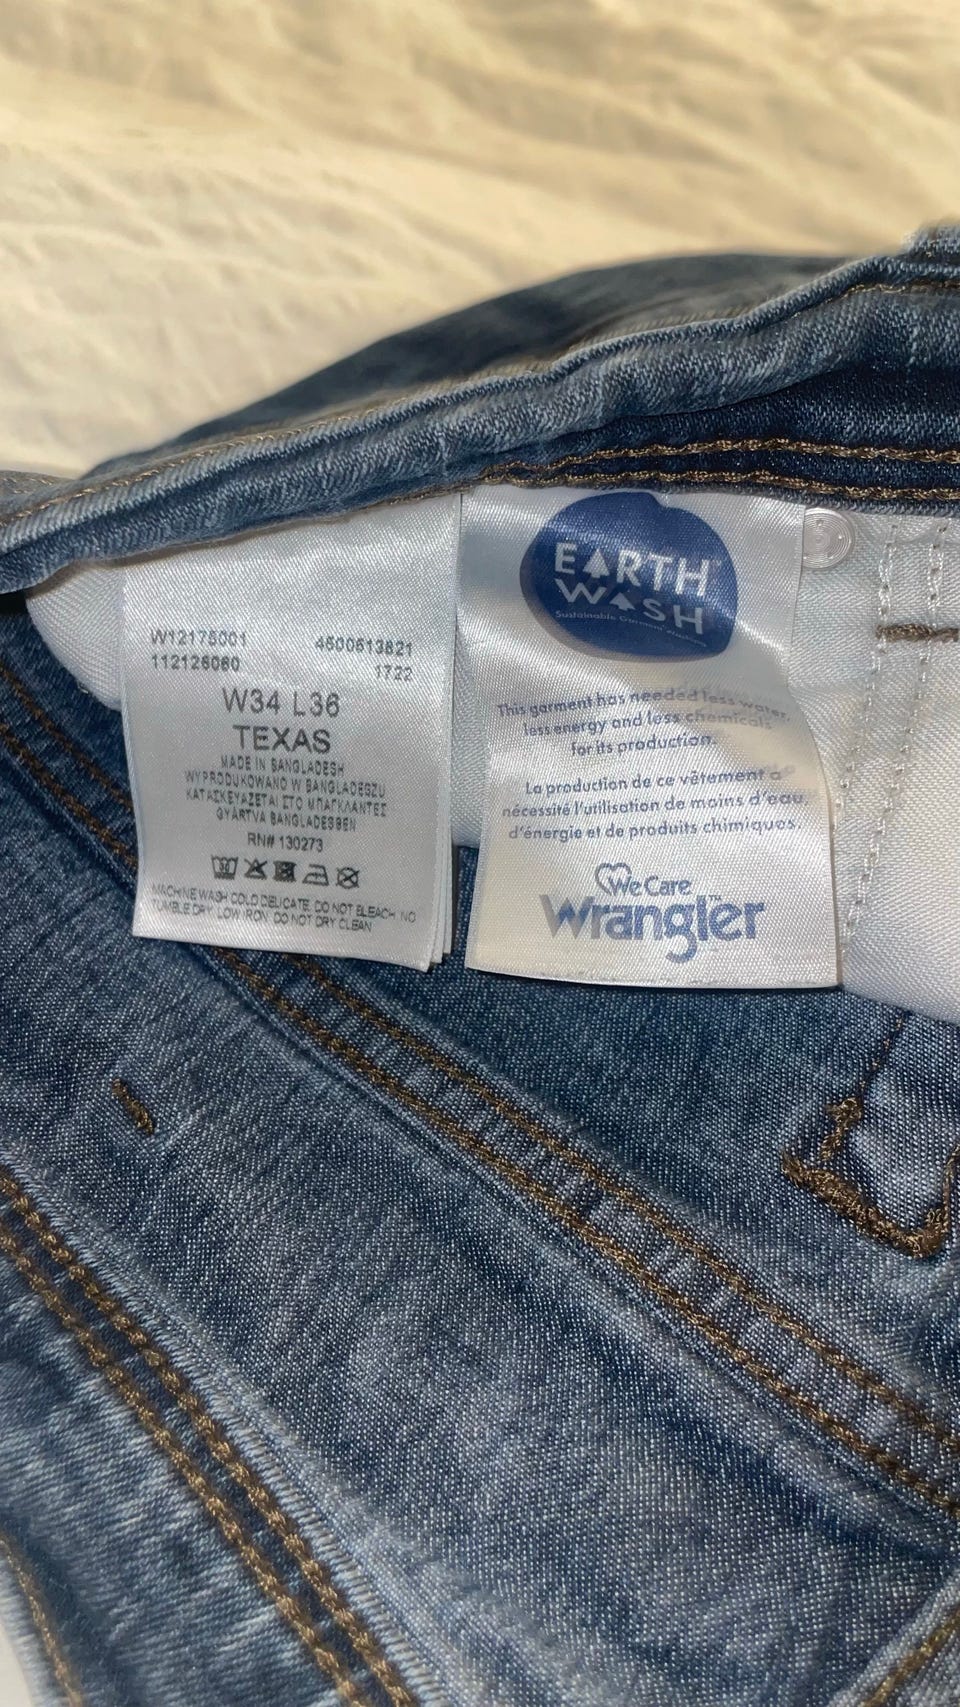 W12175001 4500613821
112126060 1722
W34 L36
TEXAS
MADE IN BANGLADESH
WYPRODUKOWANO W BANGLADESZU
ΚΑΤΑΣΚΕΥΑΖΕΤΑΙ ΣΤΟ ΜΠΑΓΚΛΑΝΤΕΣ
GYÁRTVA BANGLADESBEN
RN# 130273
MACHINE WASH COLD DELICATE DO NOT BLEACH NO
TUMBLE DRY LOW IRON DO NOT DRY CLEAN
EARTH
WASH
Sustainable Garment
This garment has needed less water,
less energy and less chemicals
for its production.
La production de ce vêtement a
nécessité l'utilisation de moins d'eau,
d'énergie et de produits chimiques.
We Care
Wrangler™